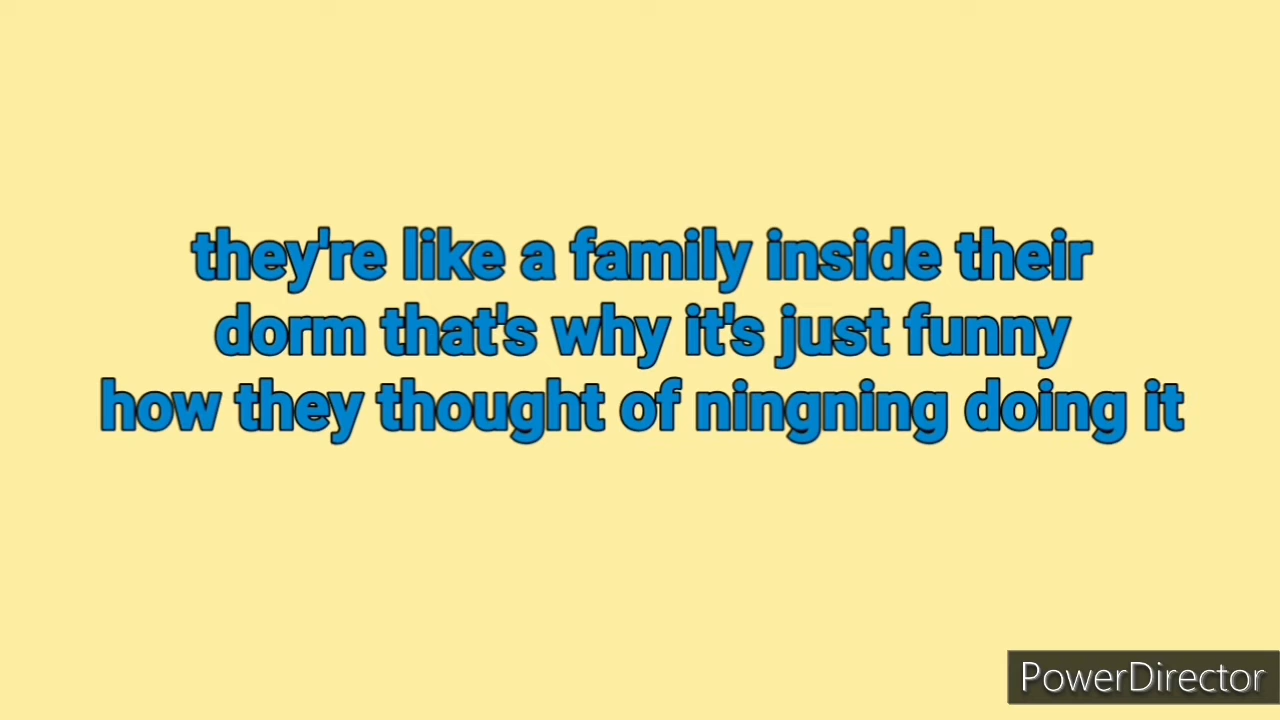 they're like a family inside their
dorm that's why it's just funny
how they thought of ningning doing it
PowerDirector